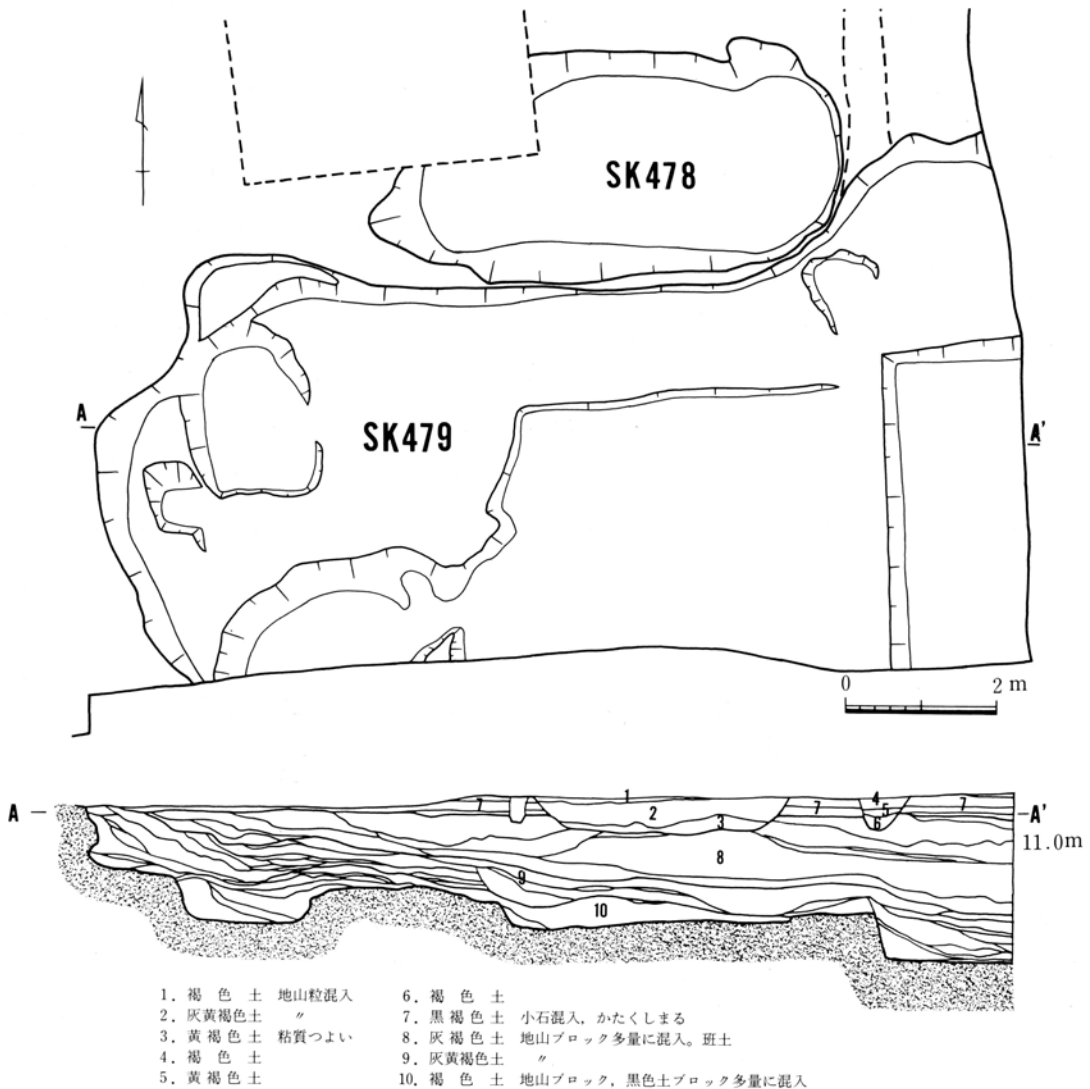 SK478
A
SK479
A'
0 2 m
A
1
2
3
4
5
6
7
7
7
8
9
10
A'
11.0m
1. 褐色土 地山粒混入
2. 灰黄褐色土 〃
3. 黄褐色土 粘質つよい
4. 褐色土
5. 黄褐色土
6. 褐色土
7. 黒褐色土 小石混入，かたくしまる
8. 灰褐色土 地山ブロック多量に混入。班土
9. 灰黄褐色土 〃
10. 褐色土 地山ブロック，黒色土ブロック多量に混入